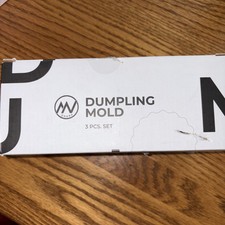 DUMPLING
MOLD
3 PCS. SET